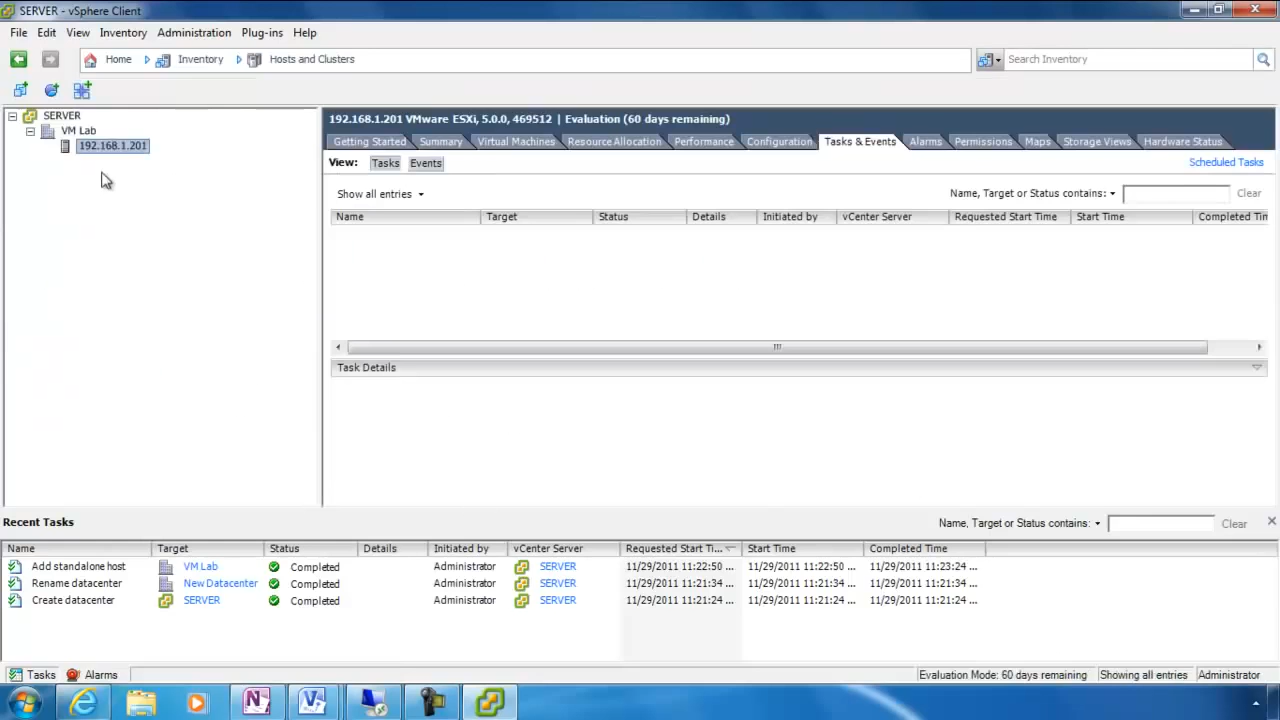 SERVER - vSphere Client
File Edit View Inventory Administration Plug-ins Help
Home Inventory Hosts and Clusters Search Inventory
SERVER
VM Lab
192.168.1.201
192.168.1.201 VMware ESXi, 5.0.0, 469512 | Evaluation (60 days remaining)
Getting Started Summary Virtual Machines Resource Allocation Performance Configuration Tasks & Events Alarms Permissions Maps Storage Views Hardware Status
View: Tasks Events Scheduled Tasks
Show all entries Name, Target or Status contains: Clear
Name Target Status Details Initiated by vCenter Server Requested Start Time Start Time Completed Tin
Task Details
Recent Tasks Name, Target or Status contains: Clear
Name Target Status Details Initiated by vCenter Server Requested Start Ti... Start Time Completed Time
Add standalone host VM Lab Completed Administrator SERVER 11/29/2011 11:22:50 ... 11/29/2011 11:22:50 ... 11/29/2011 11:23:24 ...
Rename datacenter New Datacenter Completed Administrator SERVER 11/29/2011 11:21:34 ... 11/29/2011 11:21:34 ... 11/29/2011 11:21:34 ...
Create datacenter SERVER Completed Administrator SERVER 11/29/2011 11:21:24 ... 11/29/2011 11:21:24 ... 11/29/2011 11:21:24 ...
Tasks Alarms Evaluation Mode: 60 days remaining Showing all entries Administrator